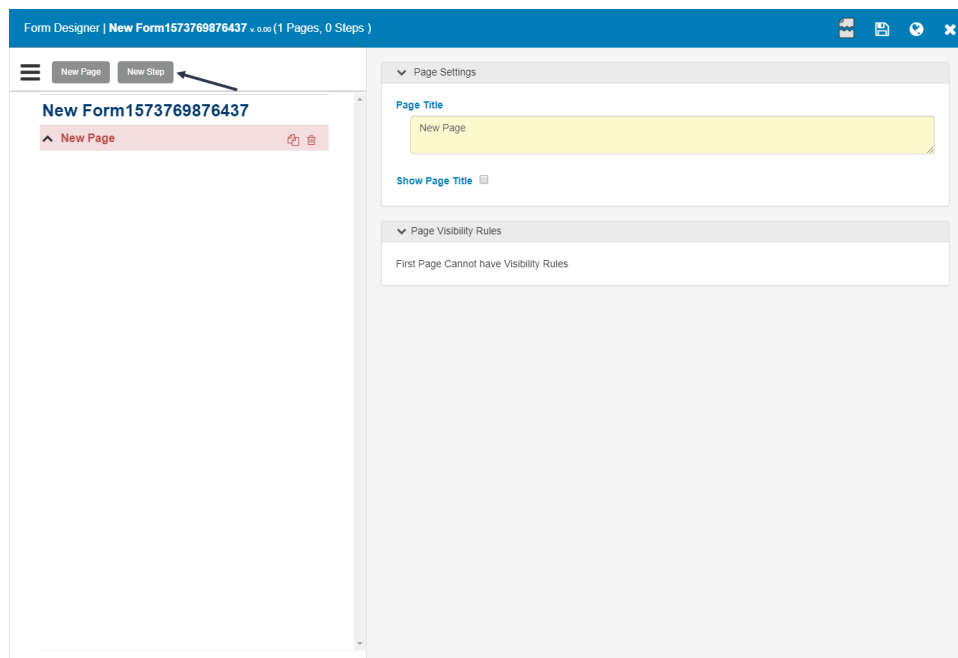 Form Designer | New Form1573769876437 v. 0.00 (1 Pages, 0 Steps )
New Page New Step
New Form1573769876437
New Page
Page Settings
Page Title
New Page
Show Page Title
Page Visibility Rules
First Page Cannot have Visibility Rules